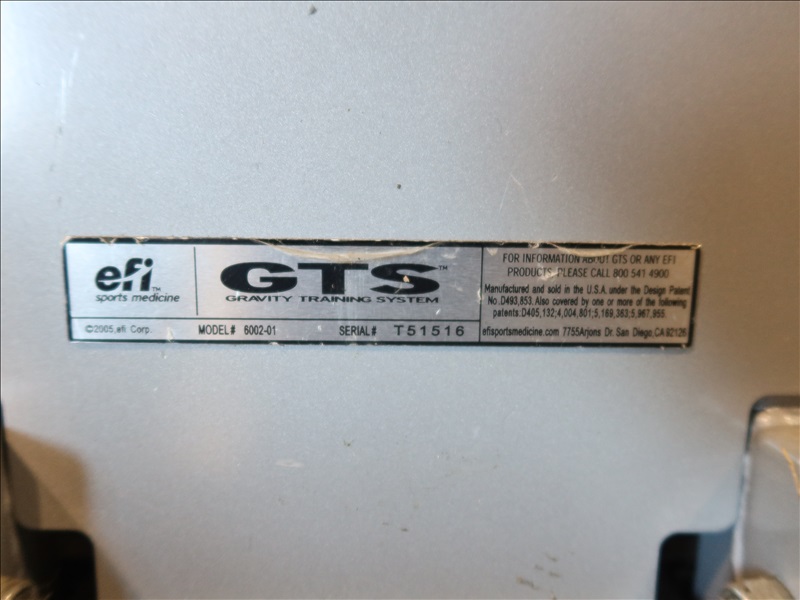 efi™
sports medicine
GTS™
GRAVITY TRAINING SYSTEM
©2005, efi Corp.
MODEL# 6002-01
SERIAL# T51516
FOR INFORMATION ABOUT GTS OR ANY EFI
PRODUCTS, PLEASE CALL 800 541 4900
Manufactured and sold in the U.S.A. under the Design Patent
No. D493,853. Also covered by one or more of the following
patents: D405,132; 4,004,801; 5,169,363; 5,967,955.
efisportsmedicine.com 7755 Arjons Dr. San Diego, CA 92126